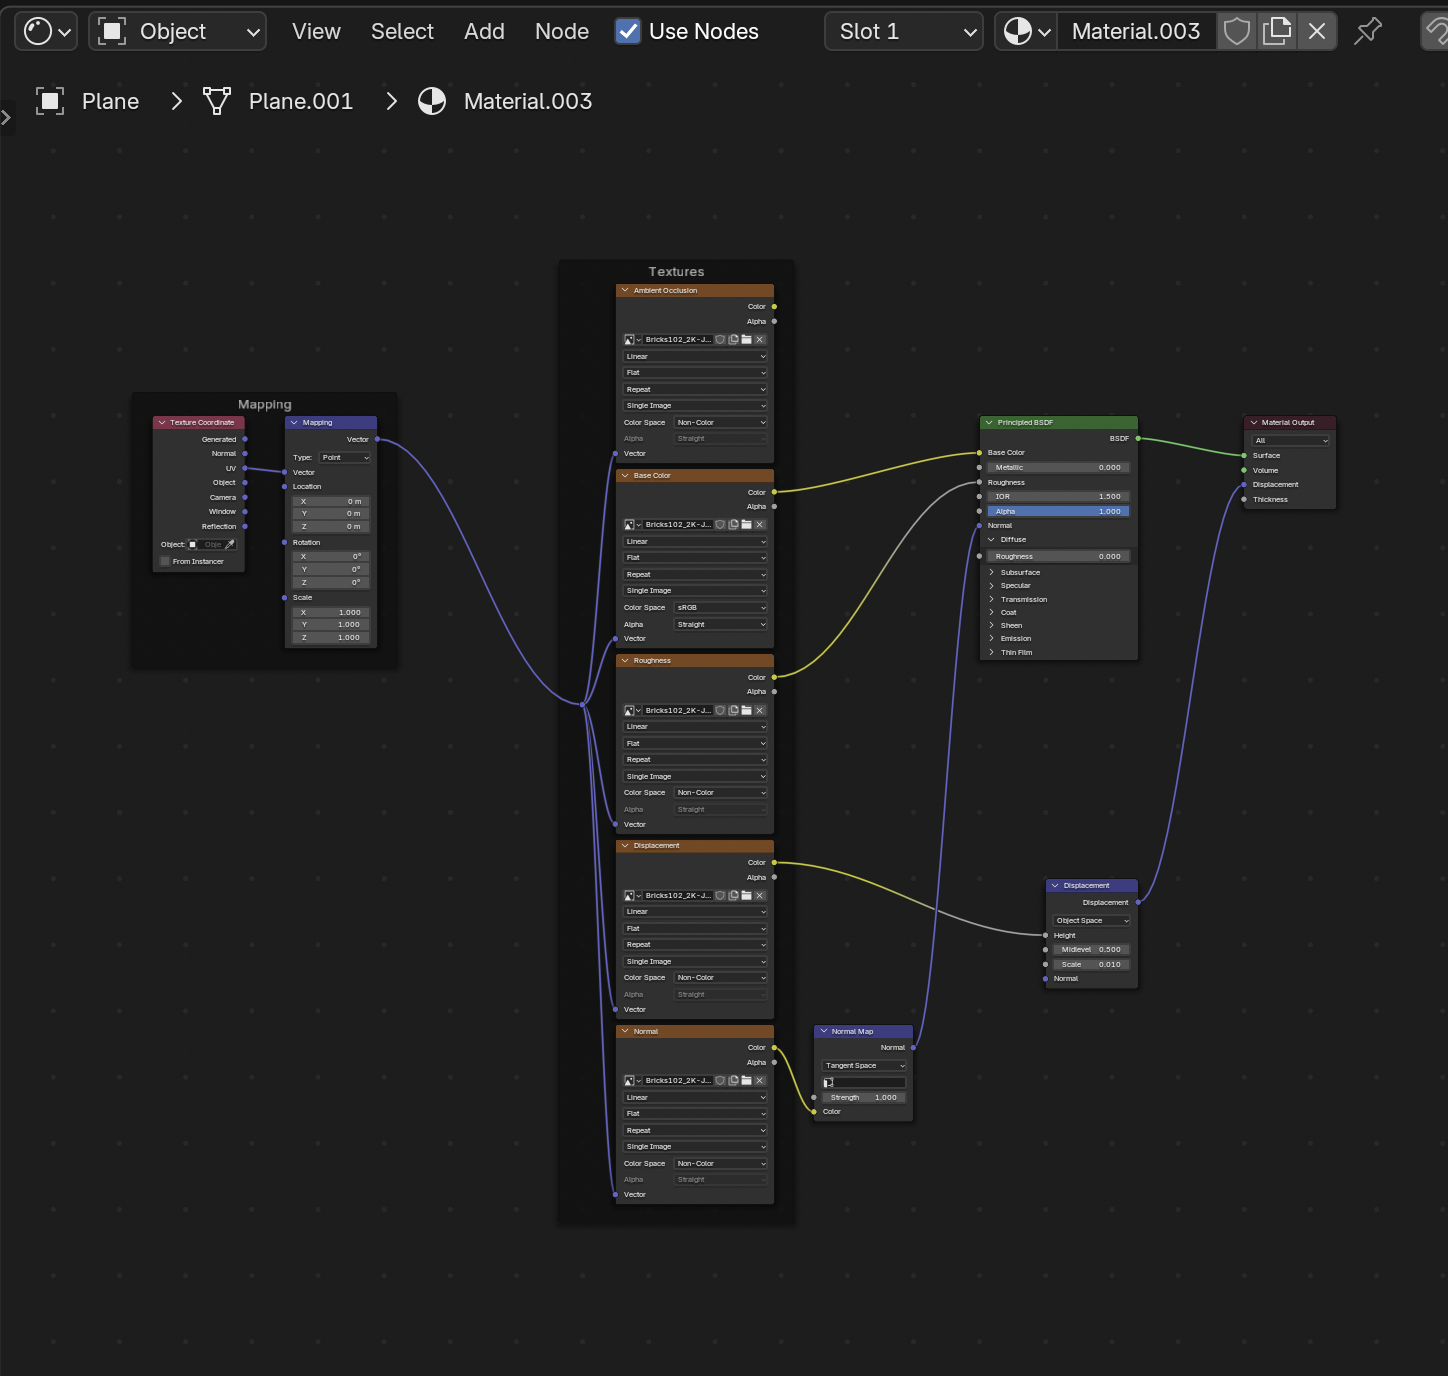 Object View Select Add Node Use Nodes Slot 1 Material.003
Plane Plane.001 Material.003
Mapping
Texture Coordinate
Generated
Normal
UV
Object
Camera
Window
Reflection
Object: Obje
From Instancer
Mapping
Vector
Type: Point
Vector
Location
X 0 m
Y 0 m
Z 0 m
Rotation
X 0°
Y 0°
Z 0°
Scale
X 1.000
Y 1.000
Z 1.000
Textures
Ambient Occlusion
Color
Alpha
Bricks102_2K-J...
Linear
Flat
Repeat
Single Image
Color Space Non-Color
Alpha Straight
Vector
Base Color
Color
Alpha
Bricks102_2K-J...
Linear
Flat
Repeat
Single Image
Color Space sRGB
Alpha Straight
Vector
Roughness
Color
Alpha
Bricks102_2K-J...
Linear
Flat
Repeat
Single Image
Color Space Non-Color
Alpha Straight
Vector
Displacement
Color
Alpha
Bricks102_2K-J...
Linear
Flat
Repeat
Single Image
Color Space Non-Color
Alpha Straight
Vector
Normal
Color
Alpha
Bricks102_2K-J...
Linear
Flat
Repeat
Single Image
Color Space Non-Color
Alpha Straight
Vector
Normal Map
Normal
Tangent Space
Strength 1.000
Color
Principled BSDF
BSDF
Base Color
Metallic 0.000
Roughness
IOR 1.500
Alpha 1.000
Normal
Diffuse
Roughness 0.000
Subsurface
Specular
Transmission
Coat
Sheen
Emission
Thin Film
Displacement
Displacement
Object Space
Height
Midlevel 0.500
Scale 0.010
Normal
Material Output
All
Surface
Volume
Displacement
Thickness